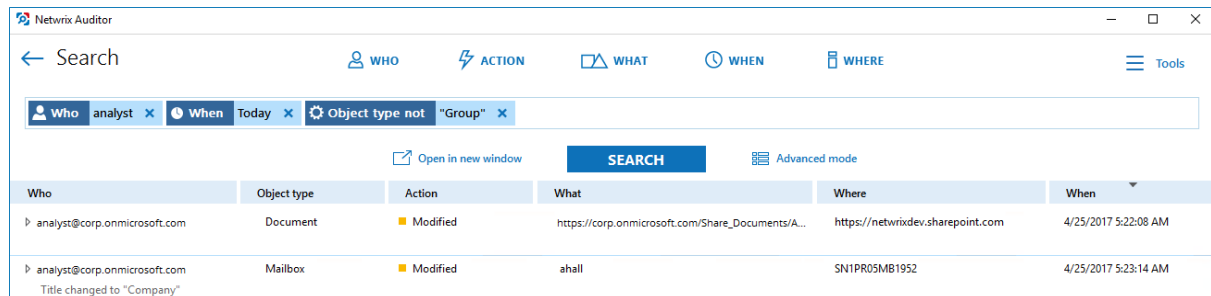 Netwrix Auditor
Search
WHO
ACTION
WHAT
WHEN
WHERE
Tools
Who analyst
When Today
Object type not "Group"
Open in new window
SEARCH
Advanced mode
Who Object type Action What Where When
analyst@corp.onmicrosoft.com Document Modified https://corp.onmicrosoft.com/Share_Documents/A... https://netwrixdev.sharepoint.com 4/25/2017 5:22:08 AM
analyst@corp.onmicrosoft.com Mailbox Modified ahall SN1PR05MB1952 4/25/2017 5:23:14 AM
Title changed to "Company"